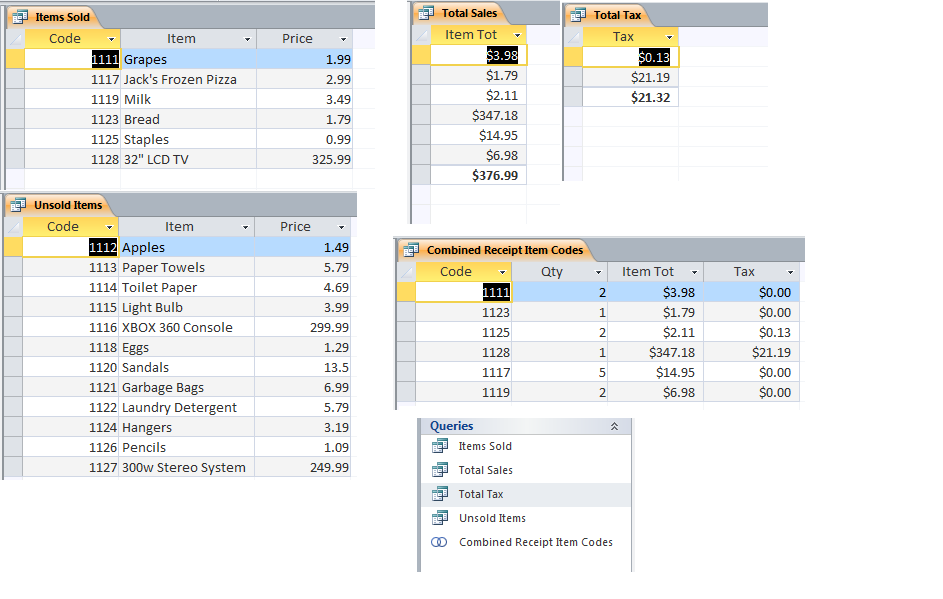 Items Sold
Code Item Price
1111 Grapes 1.99
1117 Jack's Frozen Pizza 2.99
1119 Milk 3.49
1123 Bread 1.79
1125 Staples 0.99
1128 32" LCD TV 325.99
Total Sales
Item Tot
$3.98
$1.79
$2.11
$347.18
$14.95
$6.98
$376.99
Total Tax
Tax
$0.13
$21.19
$21.32
Unsold Items
Code Item Price
1112 Apples 1.49
1113 Paper Towels 5.79
1114 Toilet Paper 4.69
1115 Light Bulb 3.99
1116 XBOX 360 Console 299.99
1118 Eggs 1.29
1120 Sandals 13.5
1121 Garbage Bags 6.99
1122 Laundry Detergent 5.79
1124 Hangers 3.19
1126 Pencils 1.09
1127 300w Stereo System 249.99
Combined Receipt Item Codes
Code Qty Item Tot Tax
1111 2 $3.98 $0.00
1123 1 $1.79 $0.00
1125 2 $2.11 $0.13
1128 1 $347.18 $21.19
1117 5 $14.95 $0.00
1119 2 $6.98 $0.00
Queries
Items Sold
Total Sales
Total Tax
Unsold Items
Combined Receipt Item Codes